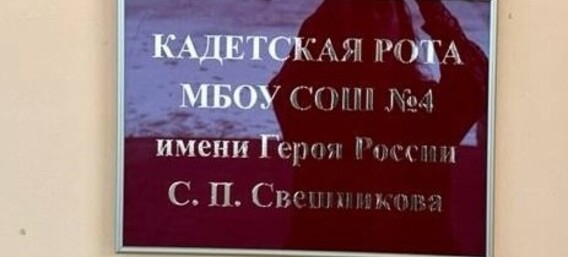 КАДЕТСКАЯ РОТА
МБОУ СОШ №4
имени Героя России
С. П. Свешникова